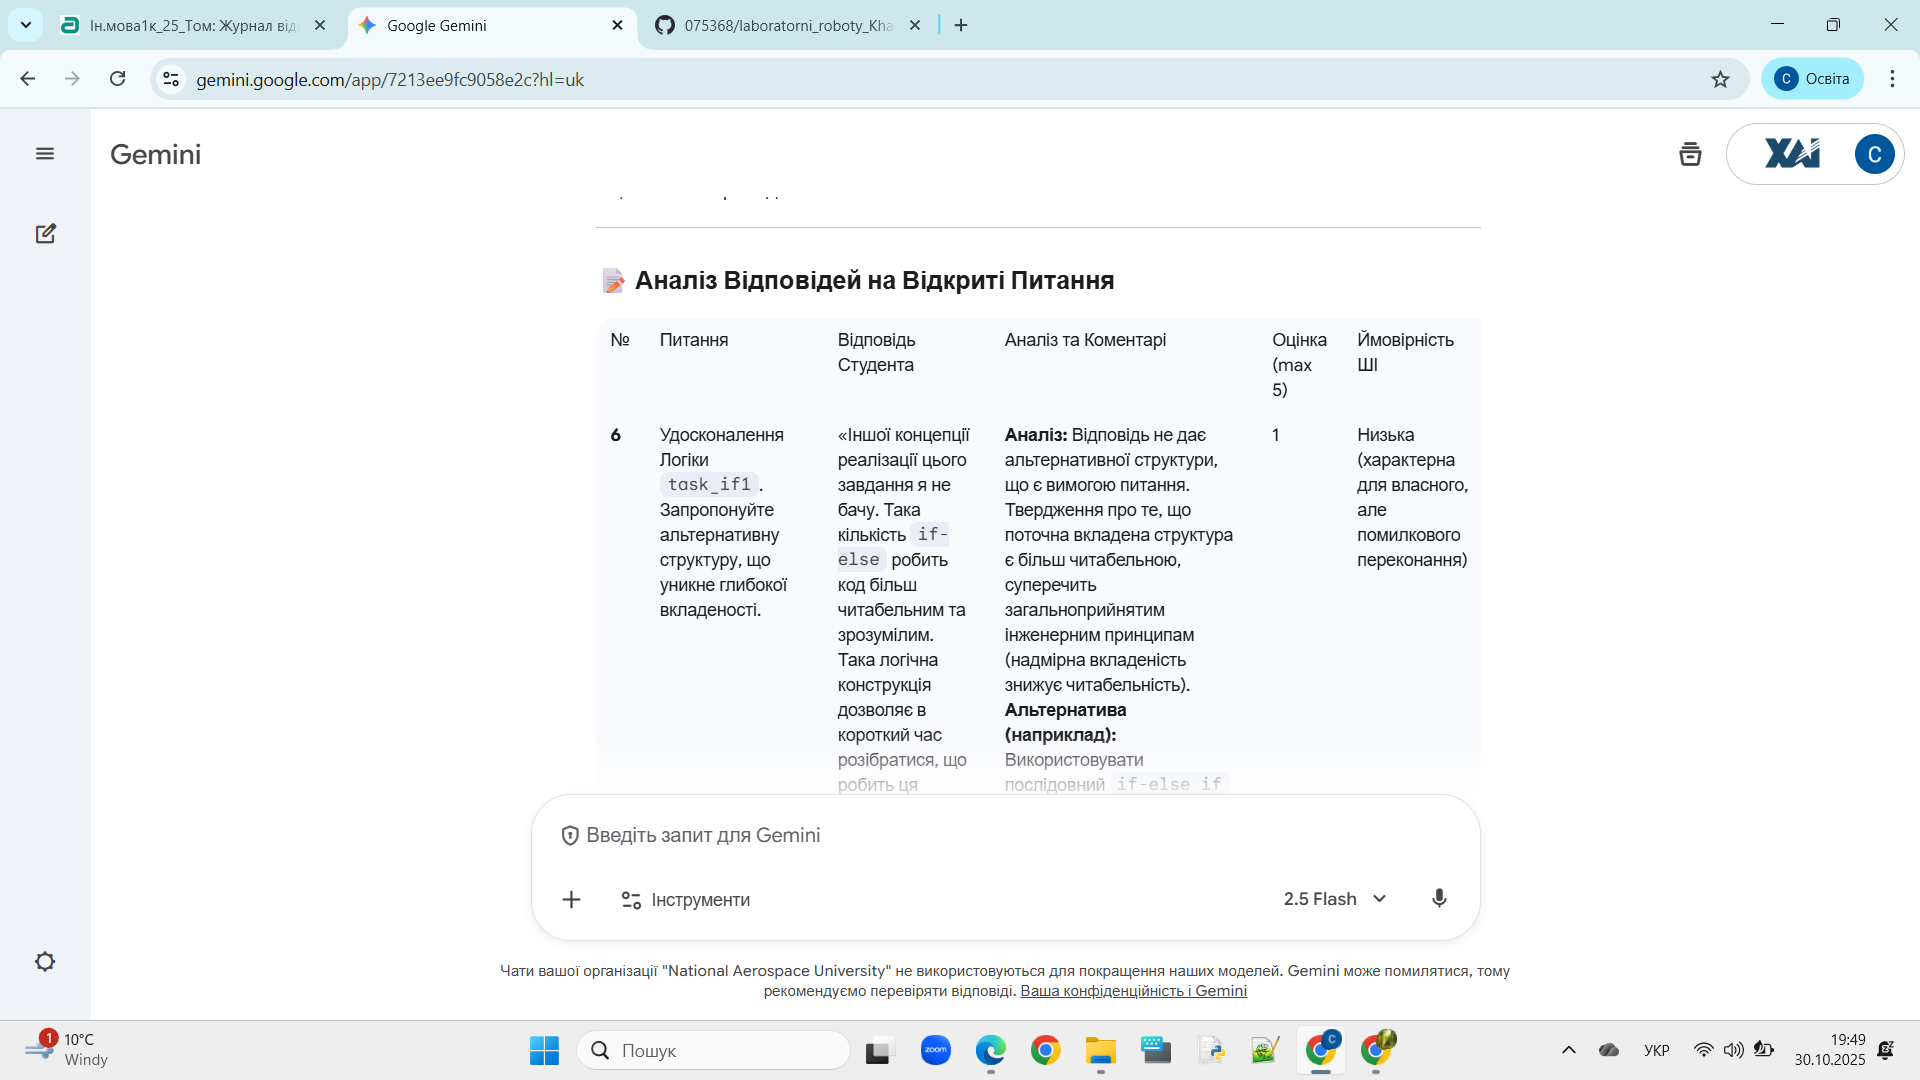 Ін.мова1к_25_Том: Журнал від
Google Gemini
075368/laboratorni_roboty_Kha
gemini.google.com/app/7213ee9fc9058e2c?hl=uk
С Освіта
Gemini
XAI
С
Аналіз Відповідей на Відкриті Питання
№ Питання Відповідь Студента Аналіз та Коментарі Оцінка (max 5) Ймовірність ШІ
6
Удосконалення
Логіки
task_if1.
Запропонуйте
альтернативну
структуру, що
уникне глибокої
вкладеності.
«Іншої концепції
реалізації цього
завдання я не
бачу. Така
кількість if-
else робить
код більш
читабельним та
зрозумілим.
Така логічна
конструкція
дозволяє в
короткий час
розібратися, що
робить ця
Аналіз: Відповідь не дає
альтернативної структури,
що є вимогою питання.
Твердження про те, що
поточна вкладена структура
є більш читабельною,
суперечить
загальноприйнятим
інженерним принципам
(надмірна вкладеність
знижує читабельність).
Альтернатива
(наприклад):
Використовувати
послідовний if-else if
1
Низька
(характерна
для власного,
але
помилкового
переконання)
Введіть запит для Gemini
Інструменти
2.5 Flash
Чати вашої організації "National Aerospace University" не використовуються для покращення наших моделей. Gemini може помилятися, тому
рекомендуємо перевіряти відповіді. Ваша конфіденційність і Gemini
1
10°C
Windy
Пошук
zoom
C
УКР
19:49
30.10.2025